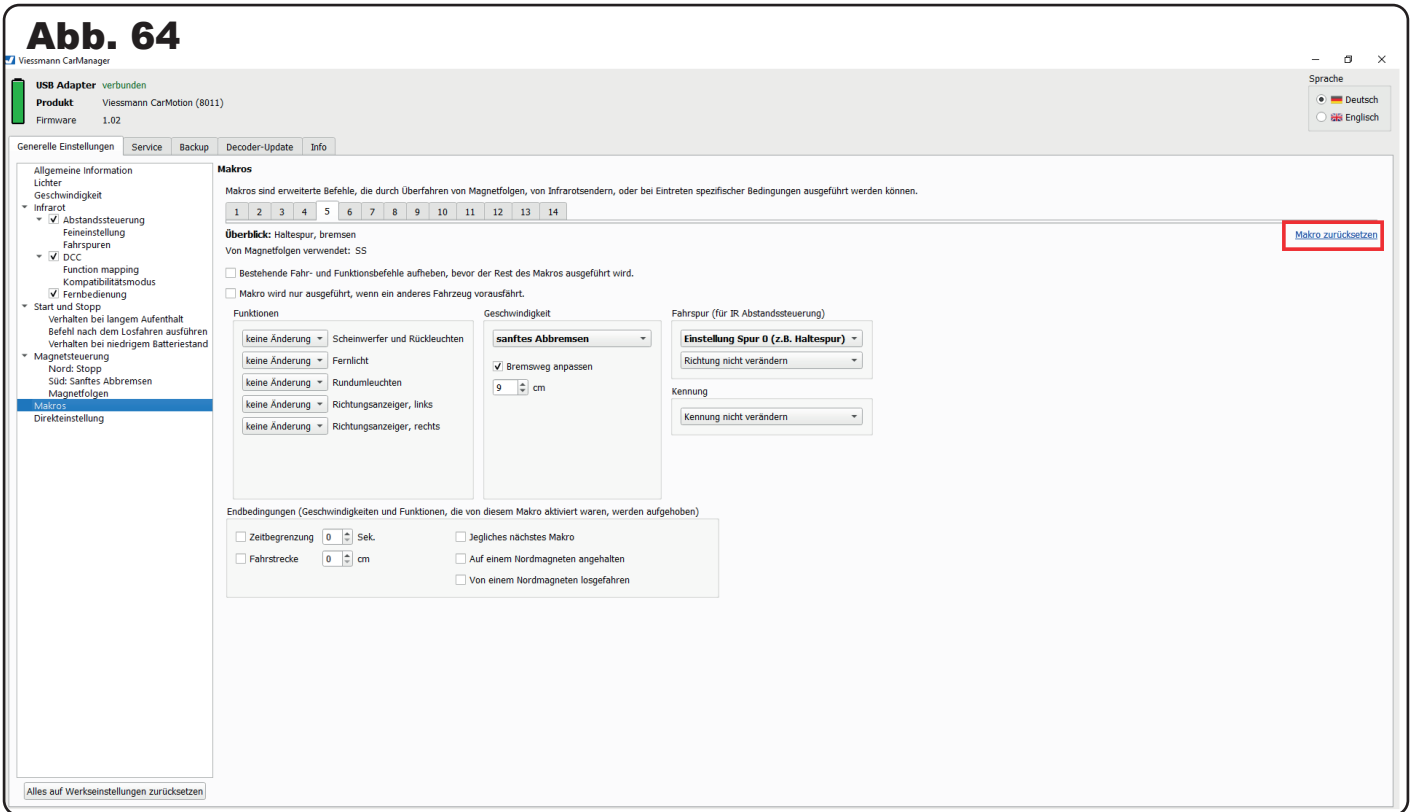 Abb. 64
Viessmann CarManager
USB Adapter verbunden
Produkt Viessmann CarMotion (8011)
Firmware 1.02
Sprache
Deutsch
Englisch
Generelle Einstellungen Service Backup Decoder-Update Info
Allgemeine Information
Lichter
Geschwindigkeit
Infrarot
Abstandssteuerung
Feineinstellung
Fahrspuren
DCC
Function mapping
Kompatibilitätsmodus
Fernbedienung
Start und Stopp
Verhalten bei langem Aufenthalt
Befehl nach dem Losfahren ausführen
Verhalten bei niedrigem Batteriestand
Magnetsteuerung
Nord: Stopp
Süd: Sanftes Abbremsen
Magnetfolgen
Makros
Direkteinstellung
Alles auf Werkseinstellungen zurücksetzen
Makros
Makros sind erweiterte Befehle, die durch Überfahren von Magnetfolgen, von Infrarotsendern, oder bei Eintreten spezifischer Bedingungen ausgeführt werden können.
1 2 3 4 5 6 7 8 9 10 11 12 13 14
Überblick: Haltespur, bremsen
Makro zurücksetzen
Von Magnetfolgen verwendet: SS
Bestehende Fahr- und Funktionsbefehle aufheben, bevor der Rest des Makros ausgeführt wird.
Makro wird nur ausgeführt, wenn ein anderes Fahrzeug vorausfährt.
Funktionen
keine Änderung Scheinwerfer und Rückleuchten
keine Änderung Fernlicht
keine Änderung Rundumleuchten
keine Änderung Richtungsanzeiger, links
keine Änderung Richtungsanzeiger, rechts
Geschwindigkeit
sanftes Abbremsen
Bremsweg anpassen
9 cm
Fahrspur (für IR Abstandssteuerung)
Einstellung Spur 0 (z.B. Haltespur)
Richtung nicht verändern
Kennung
Kennung nicht verändern
Endbedingungen (Geschwindigkeiten und Funktionen, die von diesem Makro aktiviert waren, werden aufgehoben)
Zeitbegrenzung 0 Sek.
Fahrstrecke 0 cm
Jegliches nächstes Makro
Auf einem Nordmagneten angehalten
Von einem Nordmagneten losgefahren